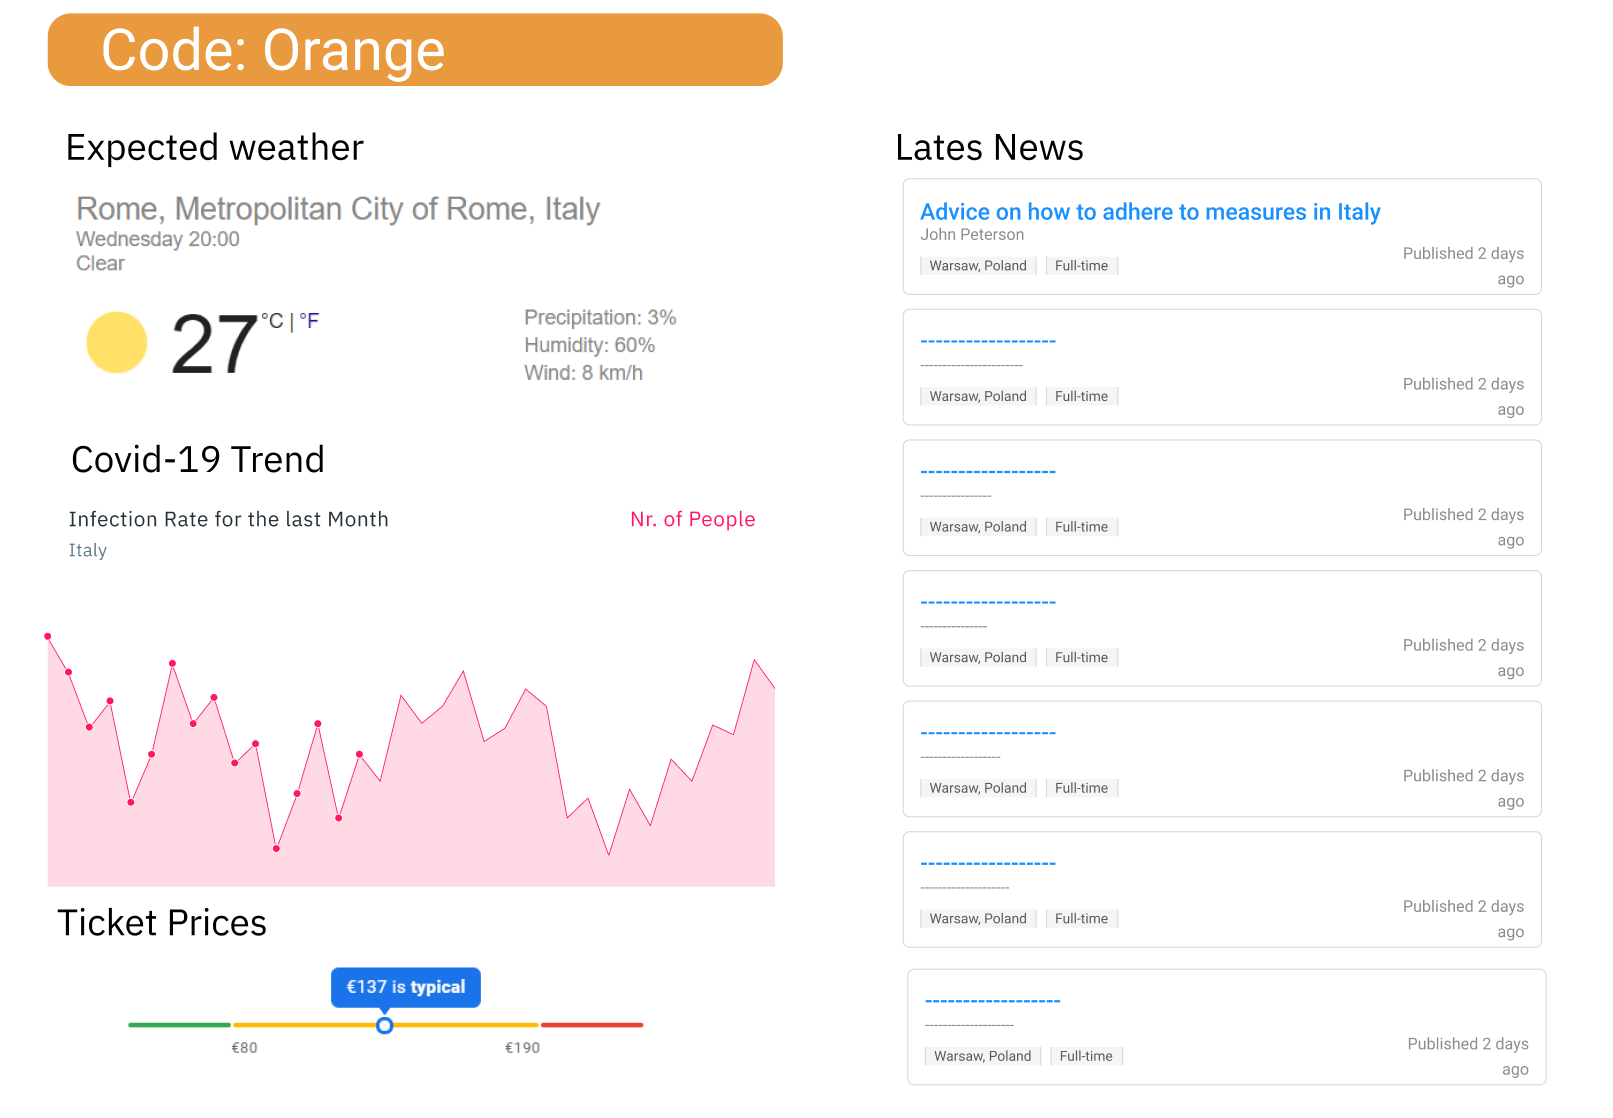 Code: Orange
Expected weather
Rome, Metropolitan City of Rome, Italy
Wednesday 20:00
Clear
27 °C | °F
Precipitation: 3%
Humidity: 60%
Wind: 8 km/h
Covid-19 Trend
Infection Rate for the last Month
Nr. of People
Italy
Ticket Prices
€137 is typical
€80
€190
Lates News
Advice on how to adhere to measures in Italy
John Peterson
Warsaw, Poland Full-time
Published 2 days
ago
------------------
-----------------------
Warsaw, Poland Full-time
Published 2 days
ago
------------------
----------------
Warsaw, Poland Full-time
Published 2 days
ago
------------------
---------------
Warsaw, Poland Full-time
Published 2 days
ago
------------------
------------------
Warsaw, Poland Full-time
Published 2 days
ago
------------------
--------------------
Warsaw, Poland Full-time
Published 2 days
ago
------------------
--------------------
Warsaw, Poland Full-time
Published 2 days
ago